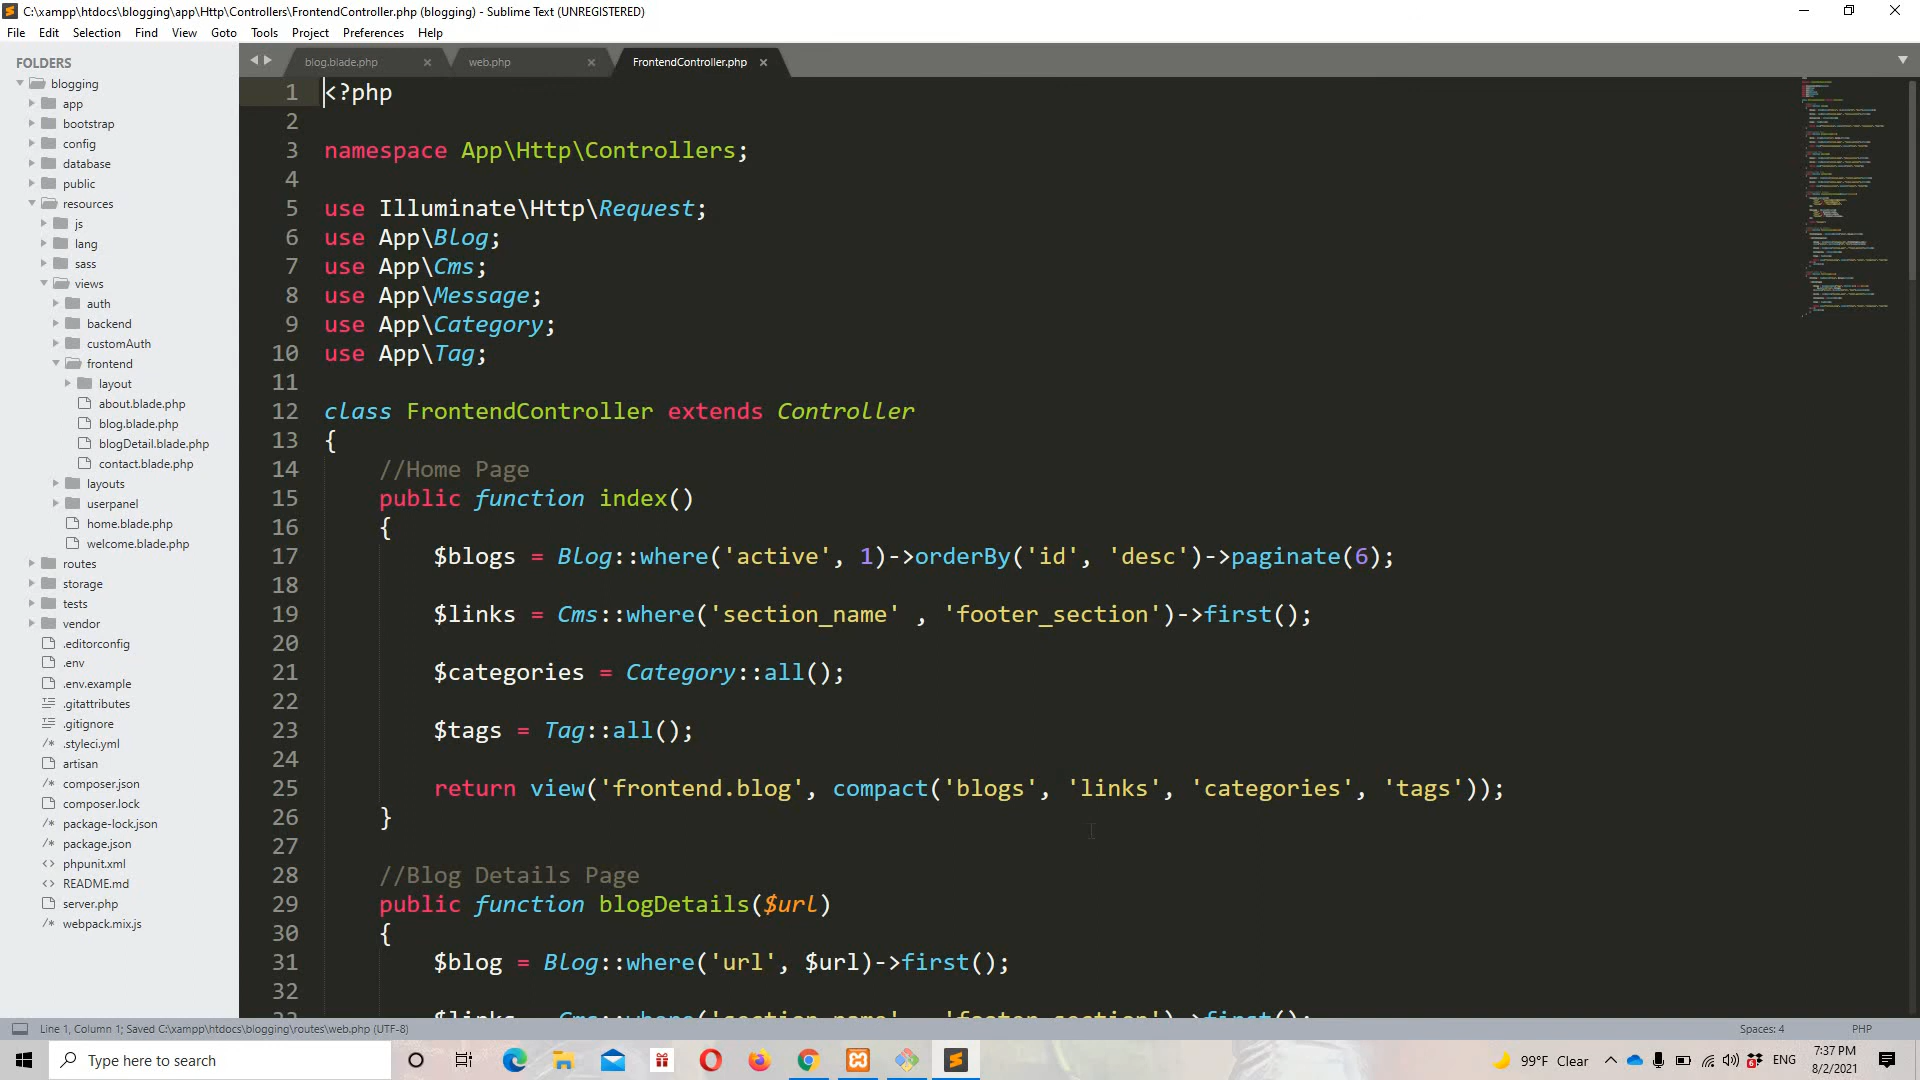 C:\xampp\htdocs\blogging\app\Http\Controllers\FrontendController.php (blogging) - Sublime Text (UNREGISTERED)
File Edit Selection Find View Goto Tools Project Preferences Help
FOLDERS
blogging
app
bootstrap
config
database
public
resources
js
lang
sass
views
auth
backend
customAuth
frontend
layout
about.blade.php
blog.blade.php
blogDetail.blade.php
contact.blade.php
layouts
userpanel
home.blade.php
welcome.blade.php
routes
storage
tests
vendor
.editorconfig
.env
.env.example
.gitattributes
.gitignore
/* .styleci.yml
artisan
/* composer.json
composer.lock
/* package-lock.json
/* package.json
<> phpunit.xml
<> README.md
server.php
/* webpack.mix.js
blog.blade.php × web.php × FrontendController.php ×
1 <?php
2
3 namespace App\Http\Controllers;
4
5 use Illuminate\Http\Request;
6 use App\Blog;
7 use App\Cms;
8 use App\Message;
9 use App\Category;
10 use App\Tag;
11
12 class FrontendController extends Controller
13 {
14 //Home Page
15 public function index()
16 {
17 $blogs = Blog::where('active', 1)->orderBy('id', 'desc')->paginate(6);
18
19 $links = Cms::where('section_name' , 'footer_section')->first();
20
21 $categories = Category::all();
22
23 $tags = Tag::all();
24
25 return view('frontend.blog', compact('blogs', 'links', 'categories', 'tags'));
26 }
27
28 //Blog Details Page
29 public function blogDetails($url)
30 {
31 $blog = Blog::where('url', $url)->first();
32
33 $links = Cms::where('section_name' , 'footer_section')->first();
Line 1, Column 1; Saved C:\xampp\htdocs\blogging\routes\web.php (UTF-8)
Spaces: 4 PHP
Type here to search
99°F Clear
ENG
7:37 PM
8/2/2021